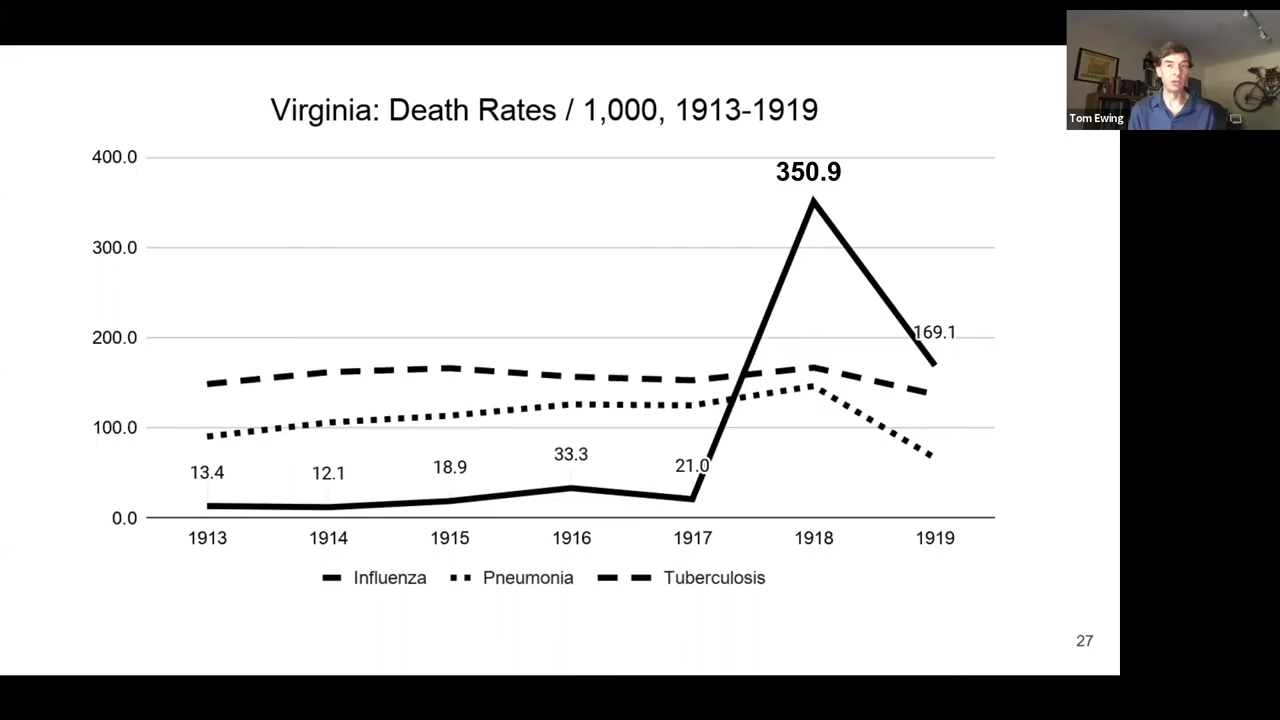 Virginia: Death Rates / 1,000, 1913-1919
Tom Ewing
400.0
350.9
300.0
200.0
169.1
100.0
13.4 12.1 18.9 33.3 21.0
0.0
1913 1914 1915 1916 1917 1918 1919
Influenza Pneumonia Tuberculosis
27